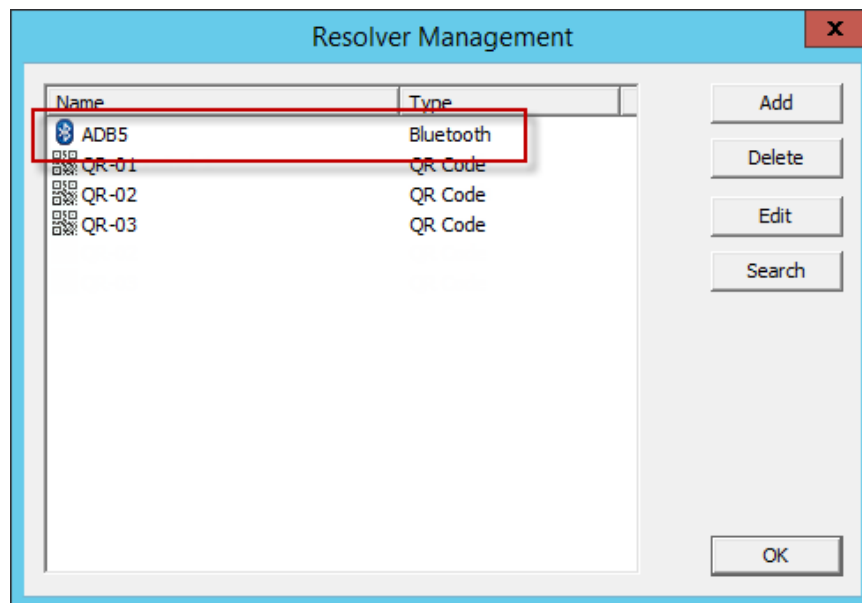 Resolver Management
x
Name Type
ADB5 Bluetooth
QR-01 QR Code
QR-02 QR Code
QR-03 QR Code
Add
Delete
Edit
Search
OK